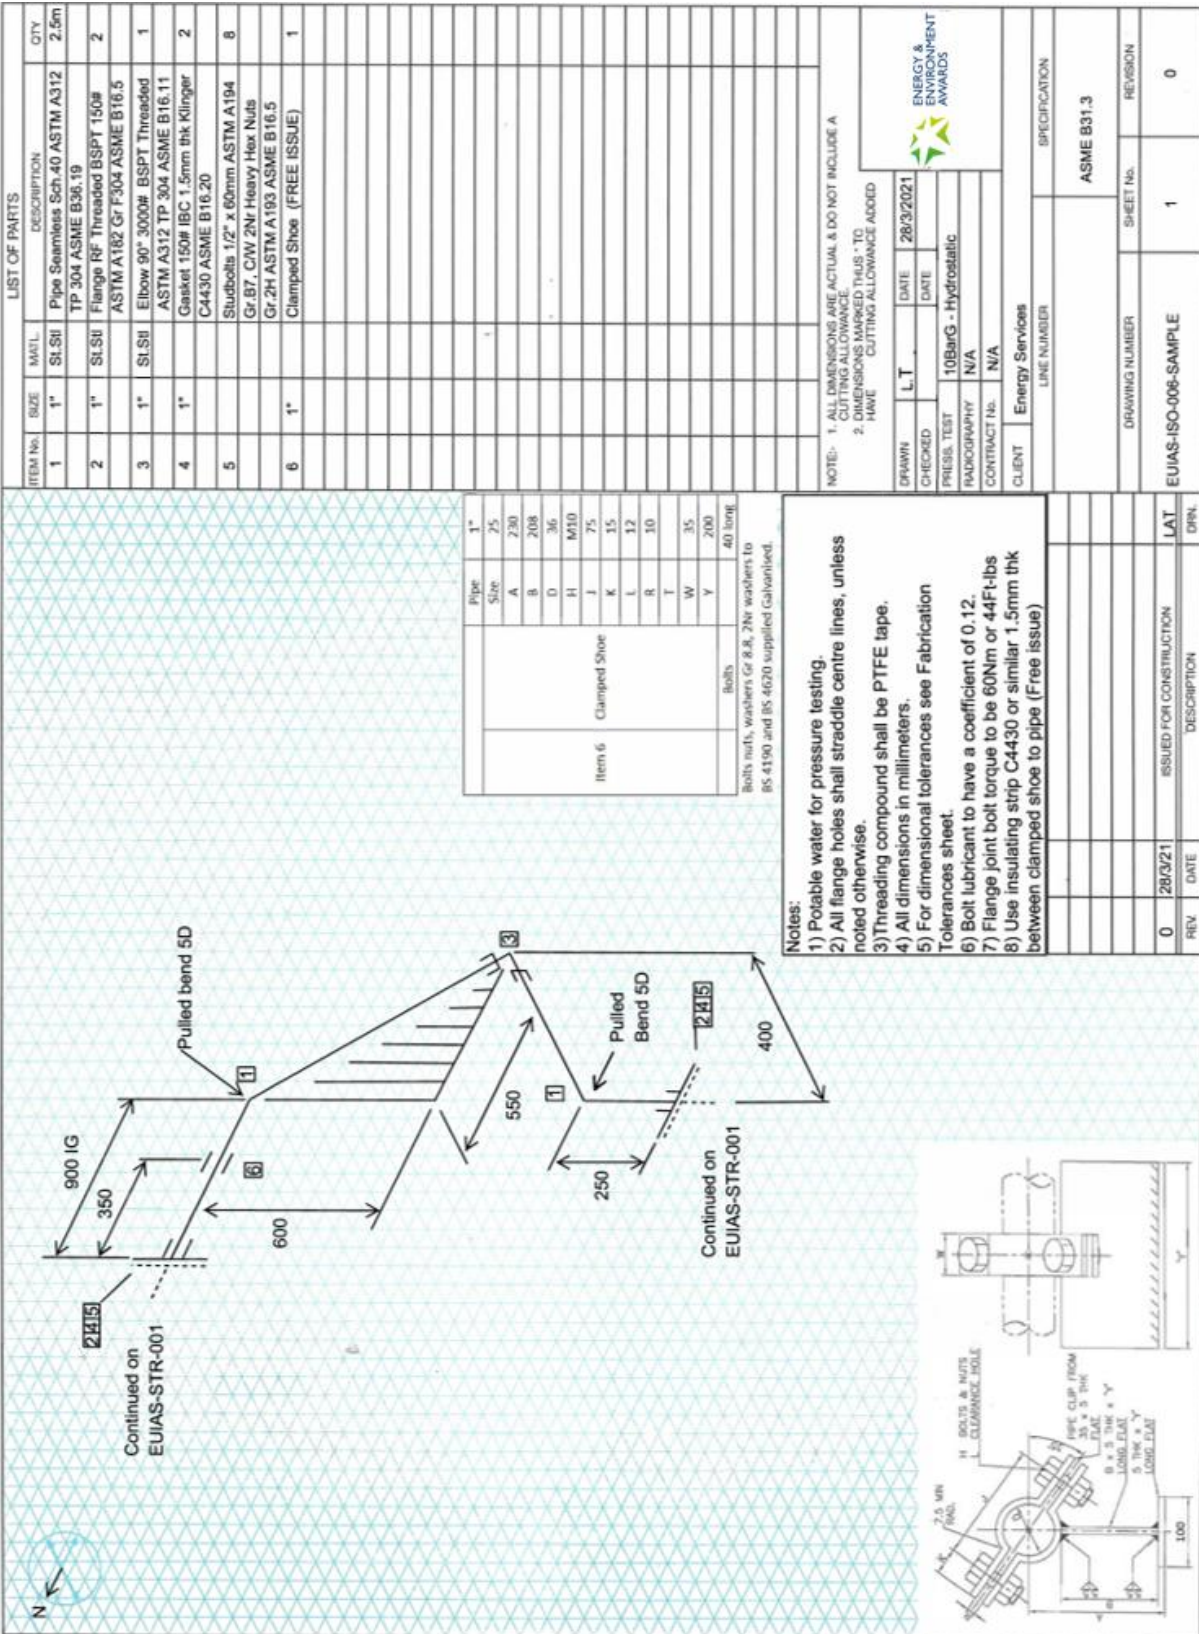 N
Continued on
EUIAS-STR-001
2 4 5
900 IG
350
6
600
1
Pulled bend 5D
3
550
1
Pulled
Bend 5D
250
2 4 5
400
Continued on
EUIAS-STR-001
LIST OF PARTS
ITEM No. SIZE MATL. DESCRIPTION QTY
1 1" St.Stl Pipe Seamless Sch.40 ASTM A312 2.5m
TP 304 ASME B36.19
2 1" St.Stl Flange RF Threaded BSPT 150# 2
ASTM A182 Gr F304 ASME B16.5
3 1" St.Stl Elbow 90° 3000# BSPT Threaded 1
ASTM A312 TP 304 ASME B16.11
4 1" Gasket 150# IBC 1.5mm thk Klinger 2
C4430 ASME B16.20
5 Studbolts 1/2" x 60mm ASTM A194 8
Gr.B7, C/W 2Nr Heavy Hex Nuts
Gr.2H ASTM A193 ASME B16.5
6 1" Clamped Shoe (FREE ISSUE) 1
Item 6 Clamped Shoe
Pipe 1"
Size 25
A 230
B 208
D 36
H M10
J 75
K 15
L 12
R 10
T
W 35
Y 200
Bolts 40 long
Bolts nuts, washers Gr 8.8, 2Nr washers to
BS 4190 and BS 4620 supplied Galvanised.
Notes:
1) Potable water for pressure testing.
2) All flange holes shall straddle centre lines, unless
noted otherwise.
3)Threading compound shall be PTFE tape.
4) All dimensions in millimeters.
5) For dimensional tolerances see Fabrication
Tolerances sheet.
6) Bolt lubricant to have a coefficient of 0.12.
7) Flange joint bolt torque to be 60Nm or 44Ft-lbs
8) Use insulating strip C4430 or similar 1.5mm thk
between clamped shoe to pipe (Free issue)
NOTE:- 1. ALL DIMENSIONS ARE ACTUAL & DO NOT INCLUDE A
CUTTING ALLOWANCE.
2. DIMENSIONS MARKED THUS * TO
HAVE CUTTING ALLOWANCE ADDED
DRAWN L.T . DATE 28/3/2021
CHECKED DATE
PRESS. TEST 10BarG - Hydrostatic
RADIOGRAPHY N/A
CONTRACT No. N/A
ENERGY &
ENVIRONMENT
AWARDS
CLIENT Energy Services
LINE NUMBER SPECIFICATION
ASME B31.3
DRAWING NUMBER SHEET No. REVISION
EUIAS-ISO-006-SAMPLE 1 0
0 28/3/21 ISSUED FOR CONSTRUCTION LAT
REV. DATE DESCRIPTION DRN.
7.5 MIN
RAD.
H BOLTS & NUTS
L CLEARANCE HOLE
PIPE CLIP FROM
35 x 5 THK
FLAT
B x 5 THK x 'Y'
LONG FLAT
5 THK x 'Y'
LONG FLAT
100
W
'Y'